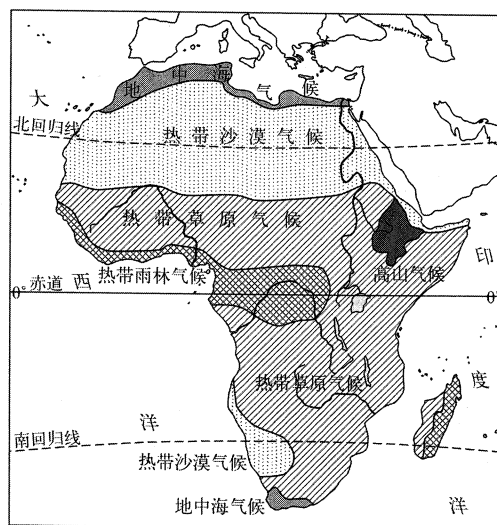 地中海气候
大
北回归线
热带沙漠气候
热带草原气候
热带雨林气候
高山气候
印
0°
赤道
西
0°
热带草原气候
度
洋
南回归线
热带沙漠气候
地中海气候
洋